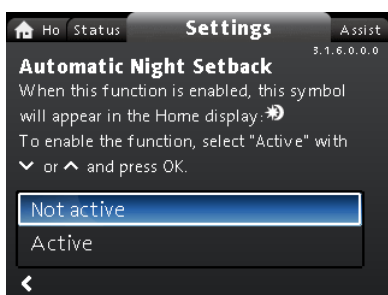 Ho Status Settings Assist
3.1.6.0.0.0
Automatic Night Setback
When this function is enabled, this symbol
will appear in the Home display:
To enable the function, select "Active" with
or and press OK.
Not active
Active